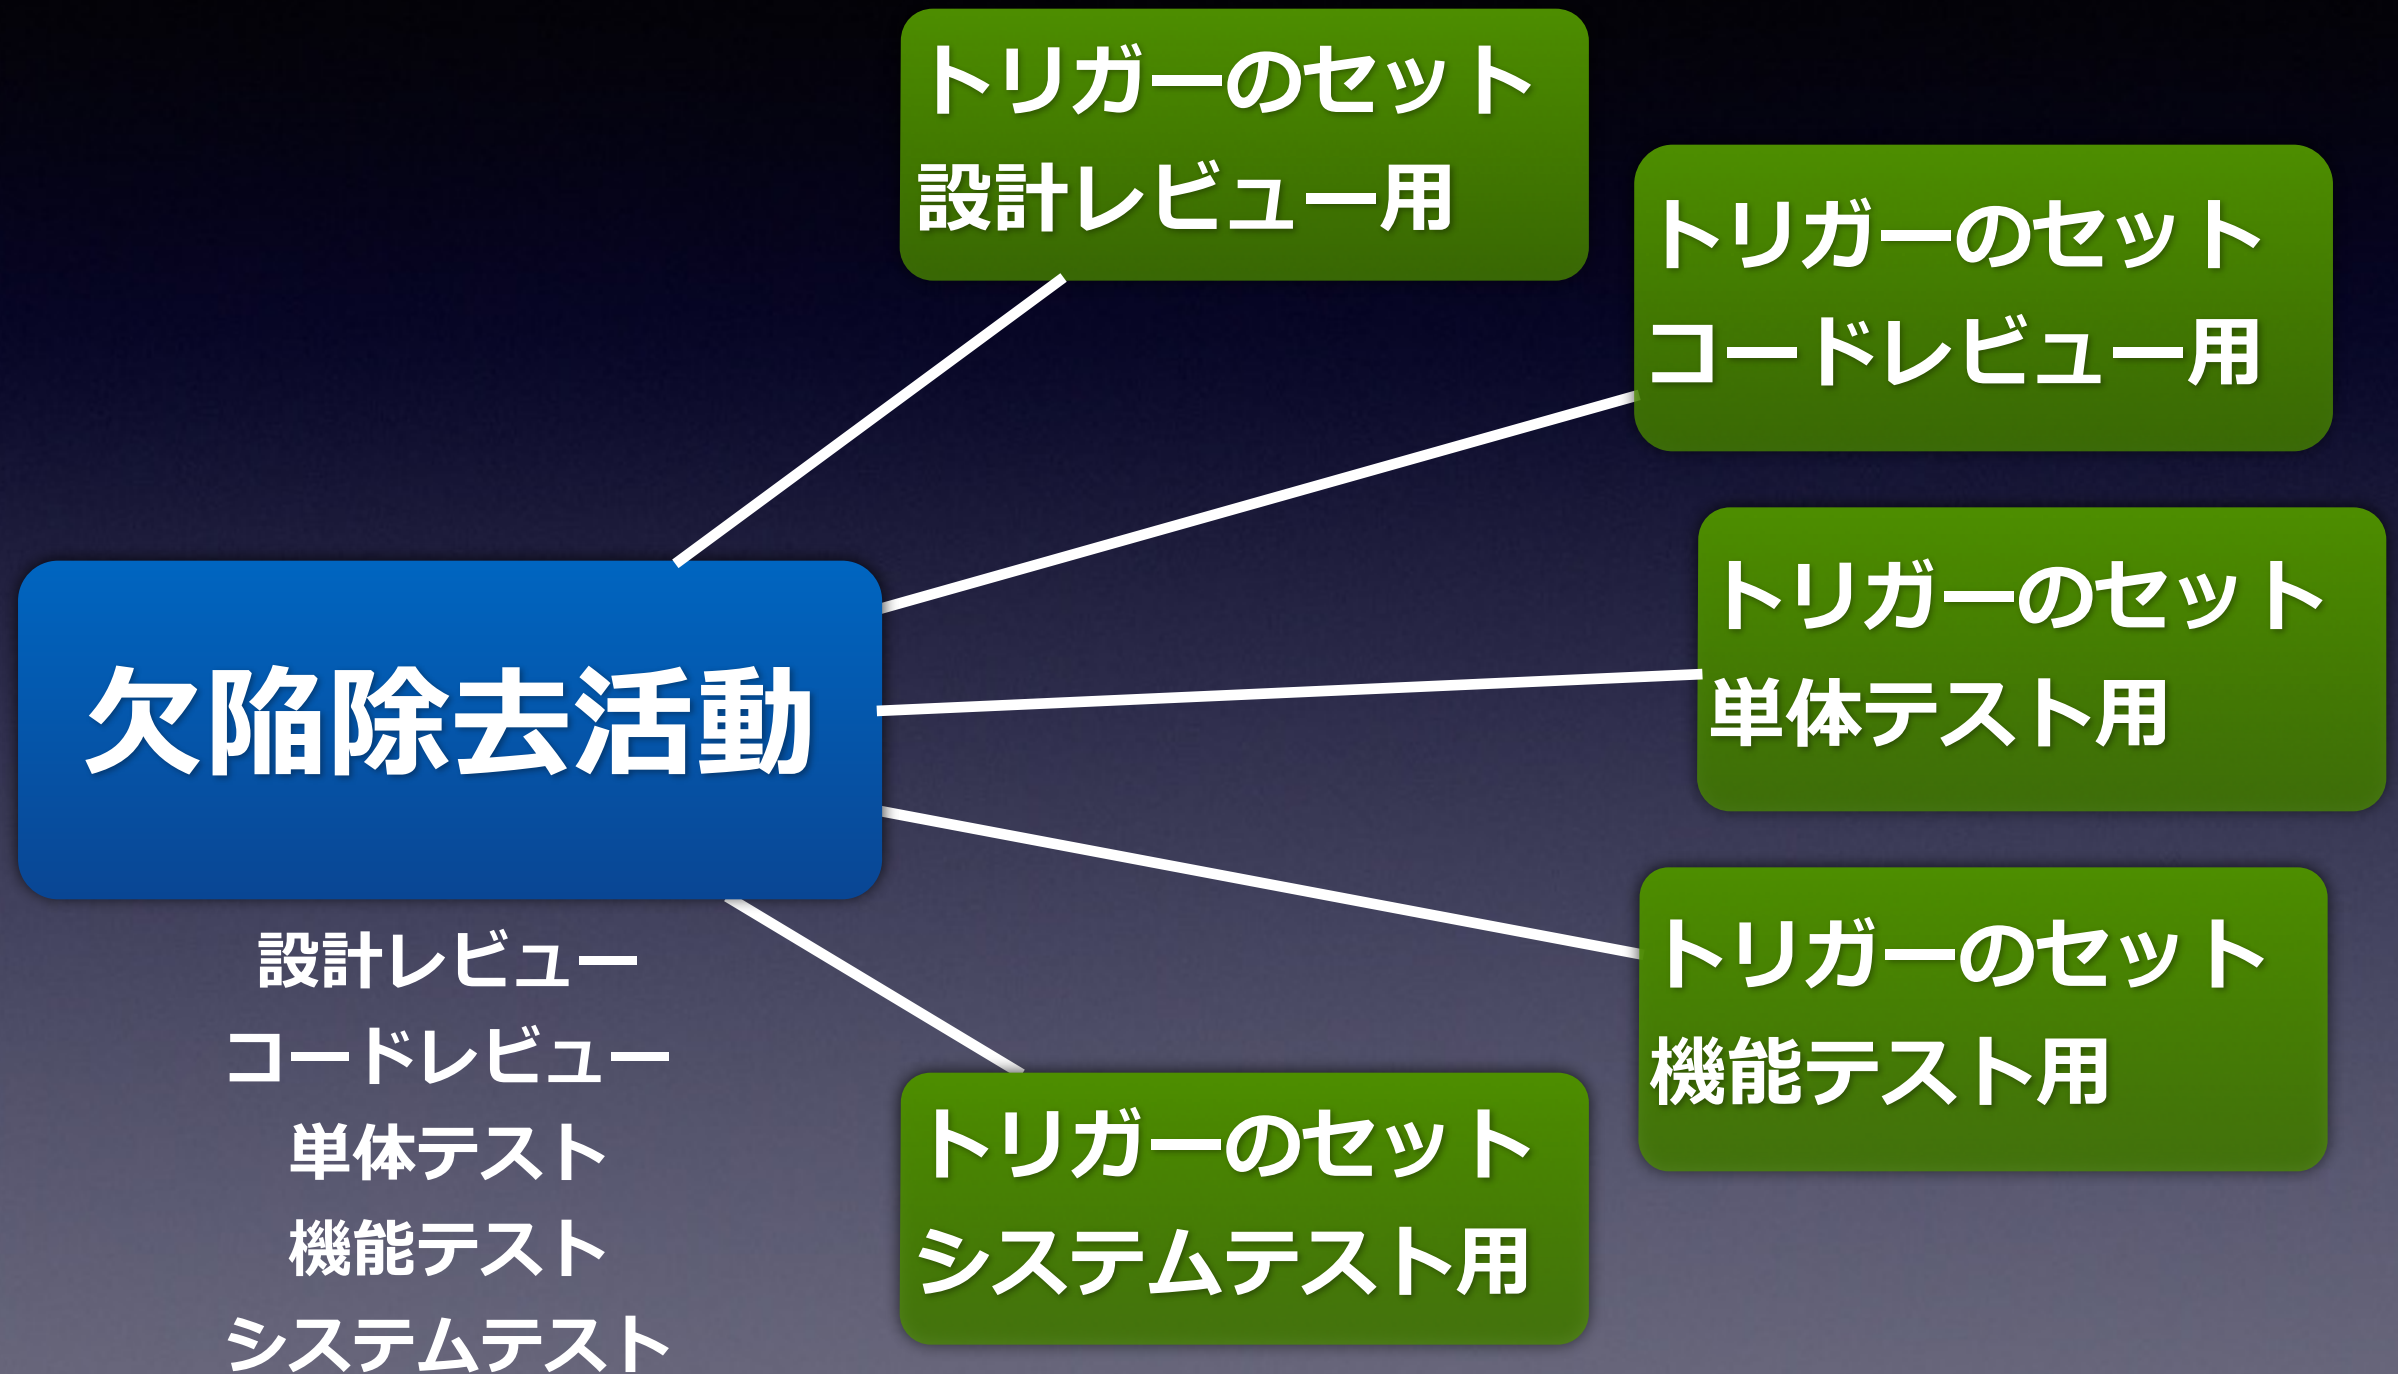 トリガーのセット
設計レビュー用
トリガーのセット
コードレビュー用
トリガーのセット
単体テスト用
欠陥除去活動
トリガーのセット
機能テスト用
設計レビュー
コードレビュー
単体テスト
機能テスト
システムテスト
トリガーのセット
システムテスト用